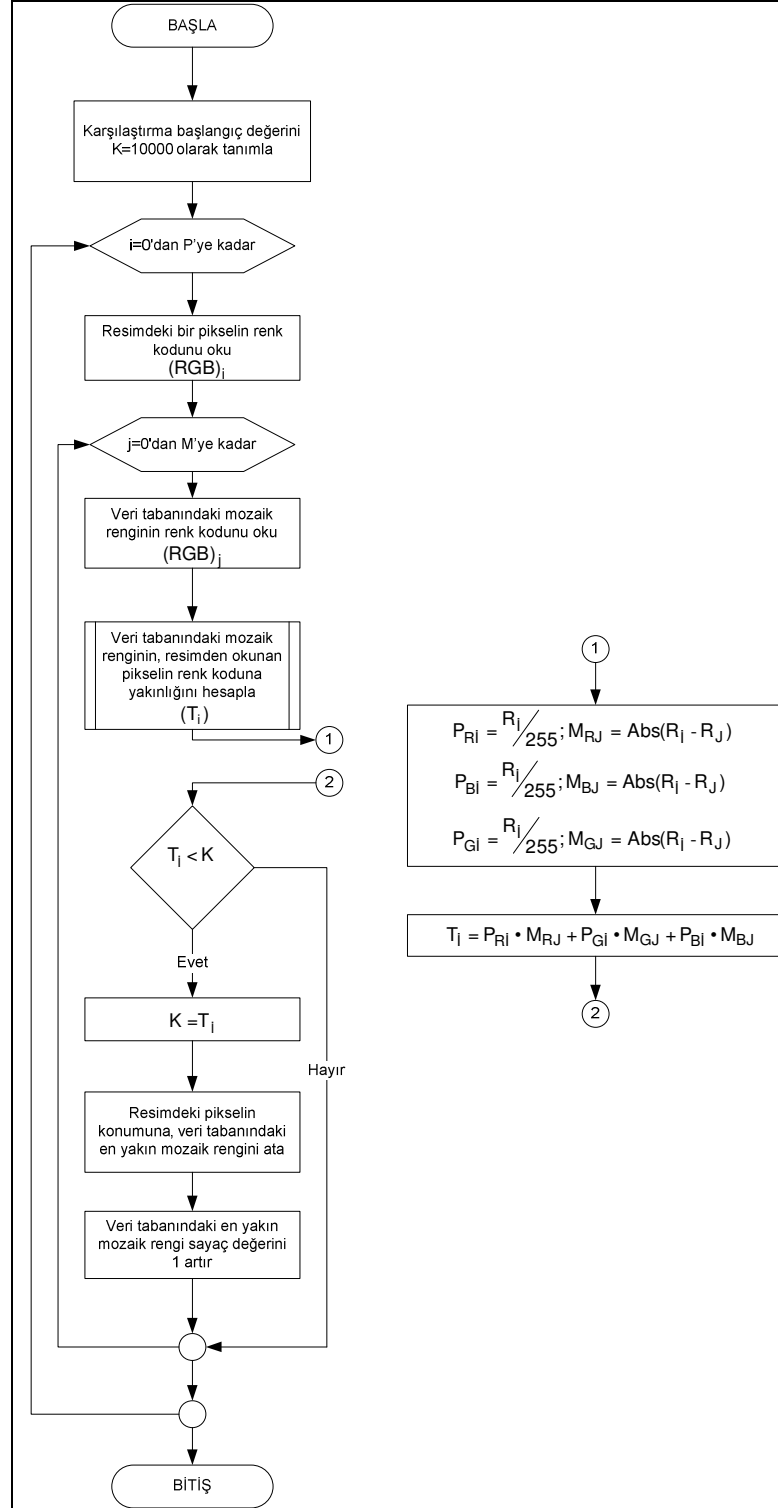 BAŞLA
Karşılaştırma başlangıç değerini
K=10000 olarak tanımla
i=0'dan P'ye kadar
Resimdeki bir pikselin renk
kodunu oku
(RGB)i
j=0'dan M'ye kadar
Veri tabanındaki mozaik
renginin renk kodunu oku
(RGB)j
Veri tabanındaki mozaik
renginin, resimden okunan
pikselin renk koduna
yakınlığını hesapla
(Ti)
1
2
Ti < K
Evet
K =Ti
Hayır
Resimdeki pikselin
konumuna, veri tabanındaki
en yakın mozaik rengini ata
Veri tabanındaki en yakın
mozaik rengi sayaç değerini
1 artır
BİTİŞ
1
PRİ = Rİ/255; MRJ = Abs(Rİ - RJ)
PBİ = Rİ/255; MBJ = Abs(Rİ - RJ)
PGİ = Rİ/255; MGJ = Abs(Rİ - RJ)
Tİ = PRİ • MRJ + PGİ • MGJ + PBİ • MBJ
2